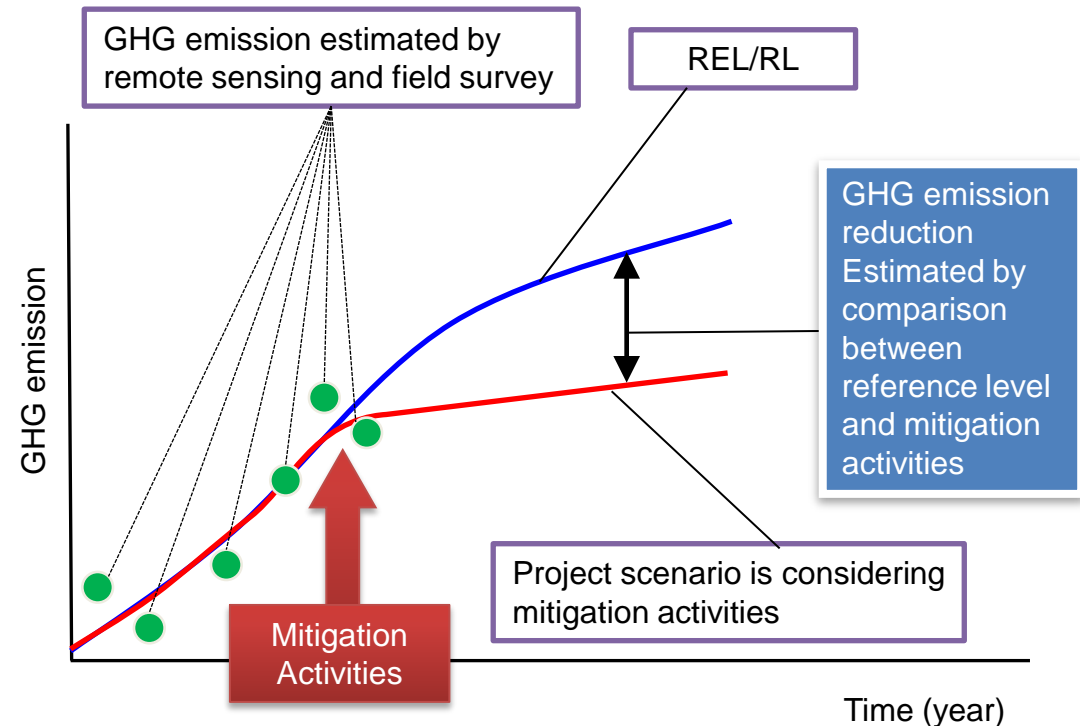 GHG emission estimated by
remote sensing and field survey
REL/RL
GHG emission
reduction
Estimated by
comparison
between
reference level
and mitigation
activities
GHG emission
Project scenario is considering
mitigation activities
Mitigation
Activities
Time (year)